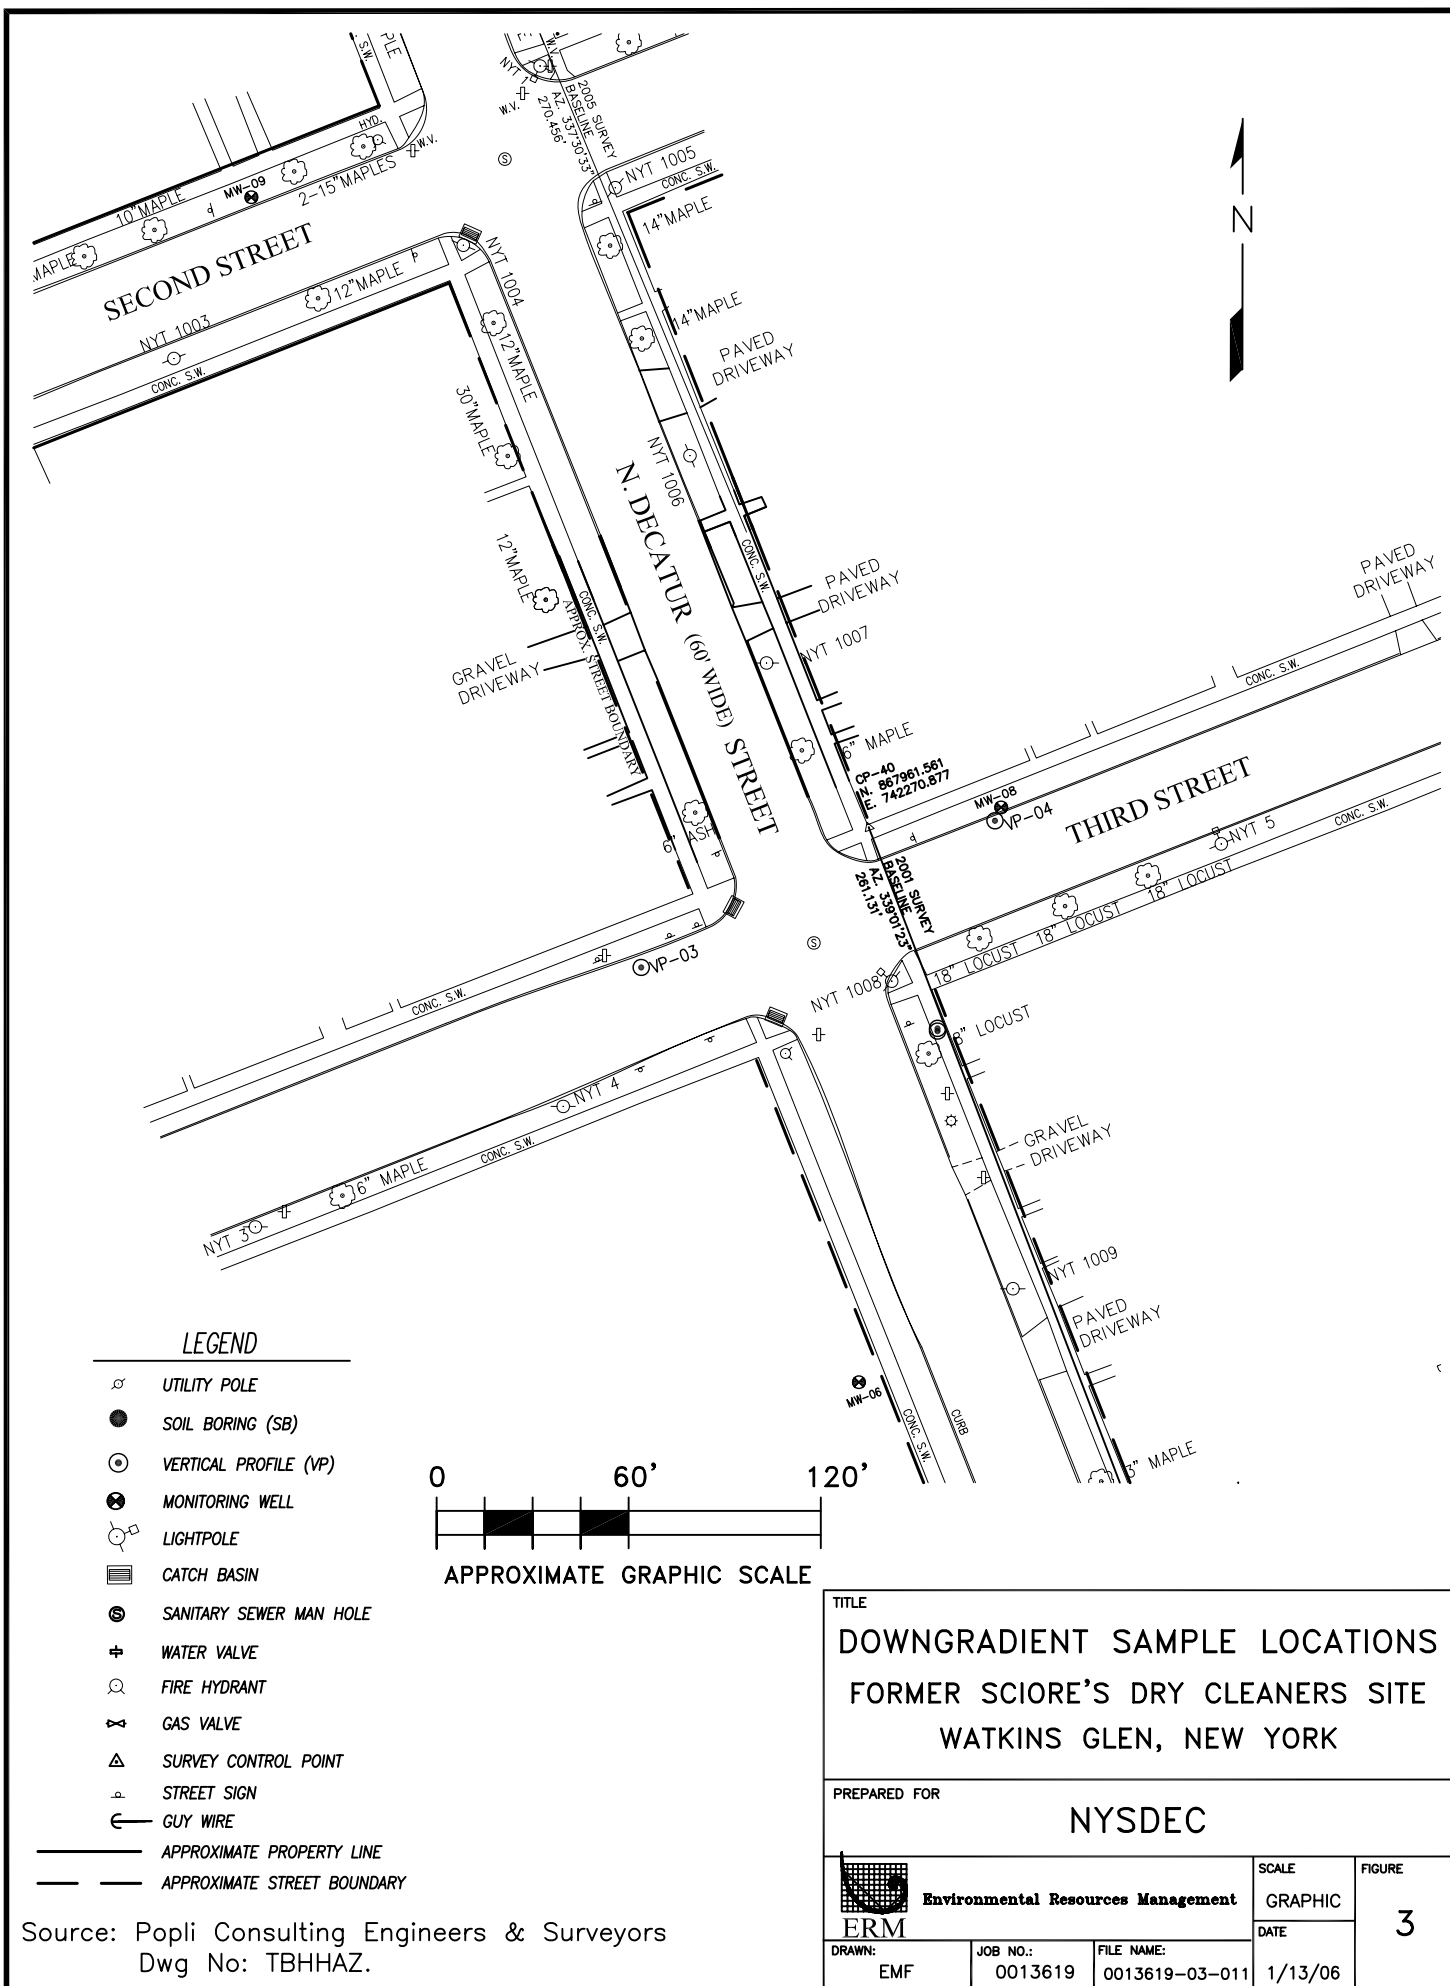 MAPLE
S.W.
W.V.
NYT 1
W.V.
HYD.
W.V.
2005 SURVEY
BASELINE
AZ. 337°30'33"
270.456'
NYT 1005
CONC. S.W.
10"MAPLE
MW-09
2-15"MAPLES
14"MAPLE
MAPLE
SECOND STREET
NYT 1004
12"MAPLE
N
NYT 1003
CONC. S.W.
12"MAPLE
14"MAPLE
PAVED
DRIVEWAY
30"MAPLE
NYT 1006
N. DECATUR (60' WIDE) STREET
12"MAPLE
CONC. S.W.
CONC. S.W.
APPROX. STREET BOUNDARY
PAVED
DRIVEWAY
PAVED
DRIVEWAY
NYT 1007
GRAVEL
DRIVEWAY
CONC. S.W.
6" MAPLE
CP-40
N. 867961.561
E. 742270.877
MW-08
VP-04
THIRD STREET
NYT 5
CONC. S.W.
6" ASH
2001 SURVEY
BASELINE
AZ. 339°01'23"
261.131'
18" LOCUST
18" LOCUST
18" LOCUST
VP-03
NYT 1008
CONC. S.W.
8" LOCUST
NYT 4
CONC. S.W.
GRAVEL
DRIVEWAY
6" MAPLE
NYT 3
NYT 1009
PAVED
DRIVEWAY
MW-06
CONC. S.W.
CURB
3" MAPLE
LEGEND
UTILITY POLE
SOIL BORING (SB)
VERTICAL PROFILE (VP)
MONITORING WELL
LIGHTPOLE
CATCH BASIN
S SANITARY SEWER MAN HOLE
WATER VALVE
FIRE HYDRANT
GAS VALVE
SURVEY CONTROL POINT
STREET SIGN
GUY WIRE
APPROXIMATE PROPERTY LINE
APPROXIMATE STREET BOUNDARY
0 60' 120'
APPROXIMATE GRAPHIC SCALE
Source: Popli Consulting Engineers & Surveyors
Dwg No: TBHHAZ.
TITLE
DOWNGRADIENT SAMPLE LOCATIONS
FORMER SCIORE'S DRY CLEANERS SITE
WATKINS GLEN, NEW YORK
PREPARED FOR
NYSDEC
ERM
Environmental Resources Management
SCALE
GRAPHIC
FIGURE
3
DATE
1/13/06
DRAWN:
EMF
JOB NO.:
0013619
FILE NAME:
0013619-03-011